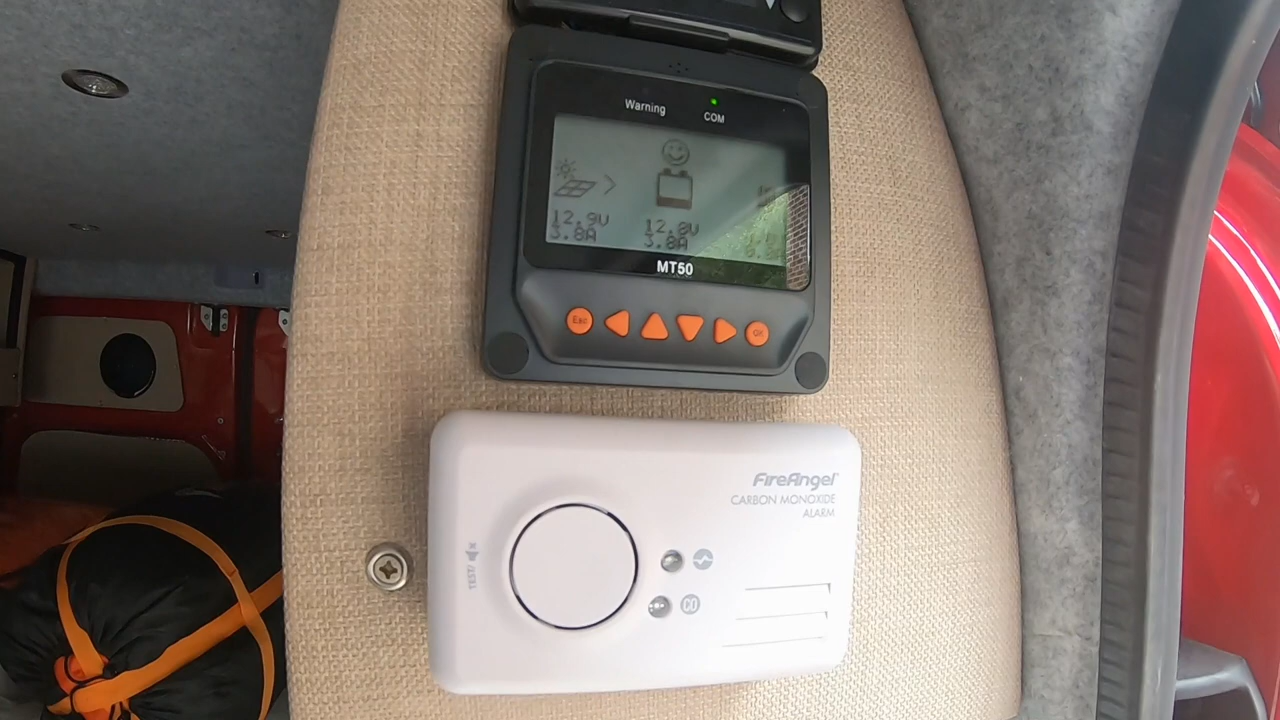 Warning
COM
12.9V 12.8V
3.8A 3.8A
MT50
Esc OK
FireAngel
CARBON MONOXIDE
ALARM
TEST/
CO